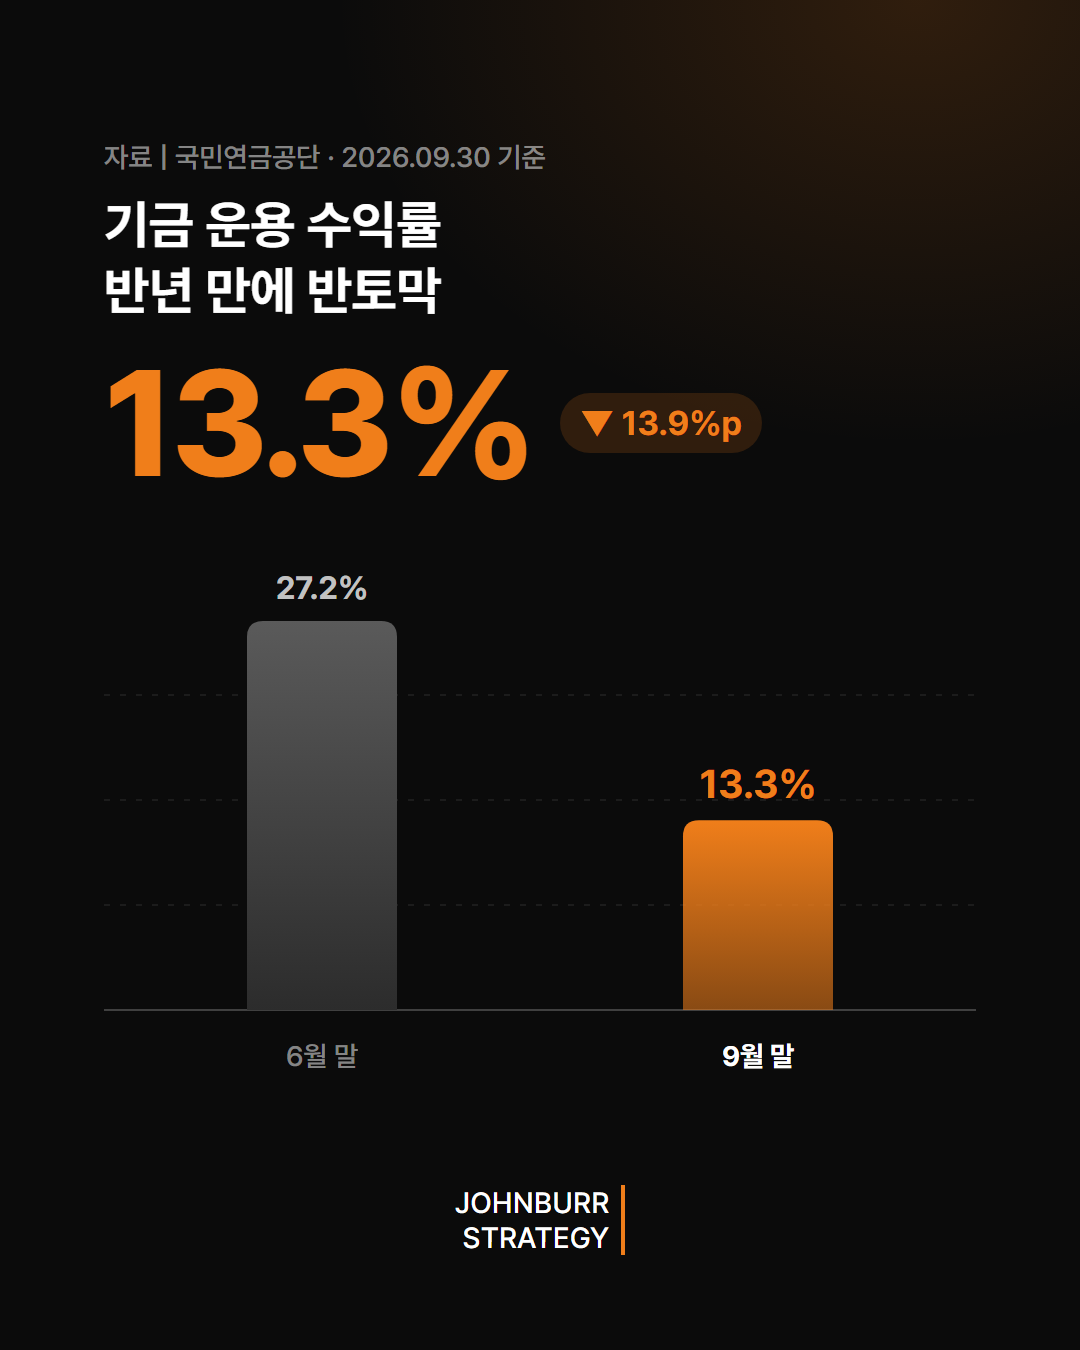 자료 | 국민연금공단 · 2026.09.30 기준
기금 운용 수익률
반년 만에 반토막
13.3%
▼ 13.9%p
27.2%
13.3%
6월 말
9월 말
JOHNBURR
STRATEGY